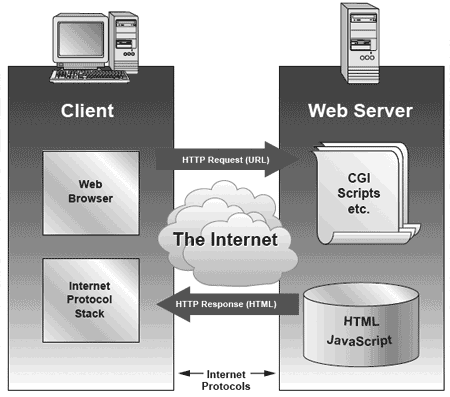 Client
Web Server
HTTP Request (URL)
Web
Browser
CGI
Scripts
etc.
The Internet
Internet
Protocol
Stack
HTTP Response (HTML)
HTML
JavaScript
Internet
Protocols